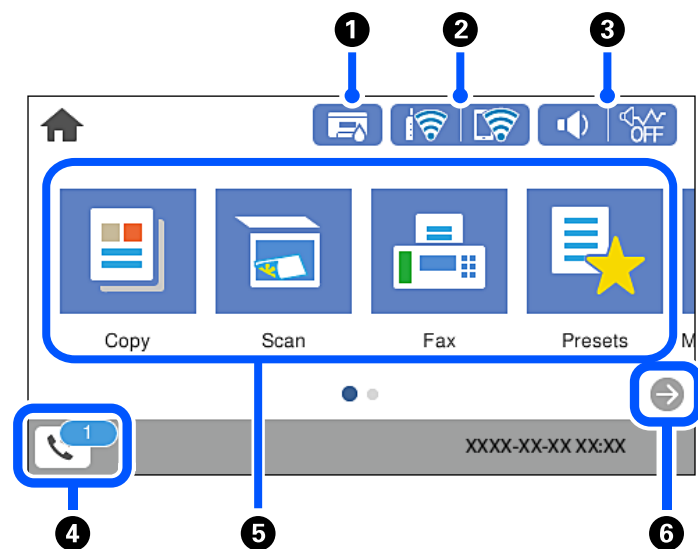 1 2 3
OFF
Copy Scan Fax Presets M
1
XXXX-XX-XX XX:XX
4 5 6